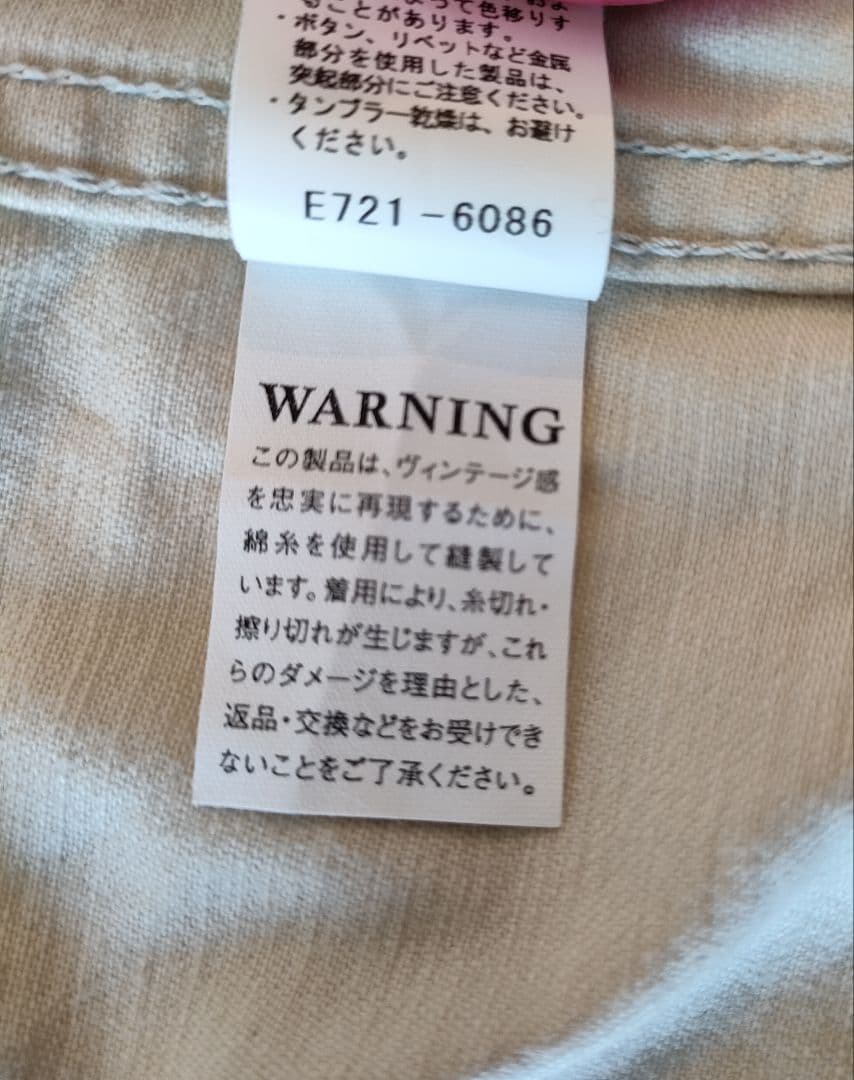 って色移りす
ることがあります。
・ボタン、リベットなど金属
部分を使用した製品は、
突起部分にご注意ください。
・タンブラー乾燥は、お避け
ください。
E721-6086
WARNING
この製品は、ヴィンテージ感
を忠実に再現するために、
綿糸を使用して縫製して
います。着用により、糸切れ・
擦り切れが生じますが、これ
らのダメージを理由とした、
返品・交換などをお受けでき
ないことをご了承ください。